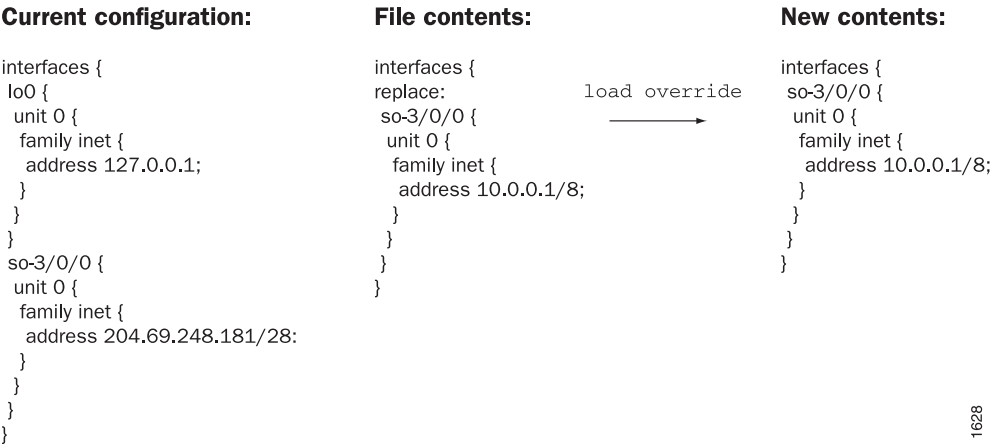 Current configuration:
interfaces {
lo0 {
unit 0 {
family inet {
address 127.0.0.1;
}
}
}
so-3/0/0 {
unit 0 {
family inet {
address 204.69.248.181/28:
}
}
}
}
File contents:
interfaces {
replace:
so-3/0/0 {
unit 0 {
family inet {
address 10.0.0.1/8;
}
}
}
}
load override
New contents:
interfaces {
so-3/0/0 {
unit 0 {
family inet {
address 10.0.0.1/8;
}
}
}
}
1628